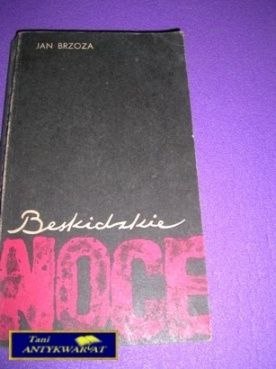 JAN BRZOZA
Beskidzkie
NOCE
Tani
ANTYKWARIAT